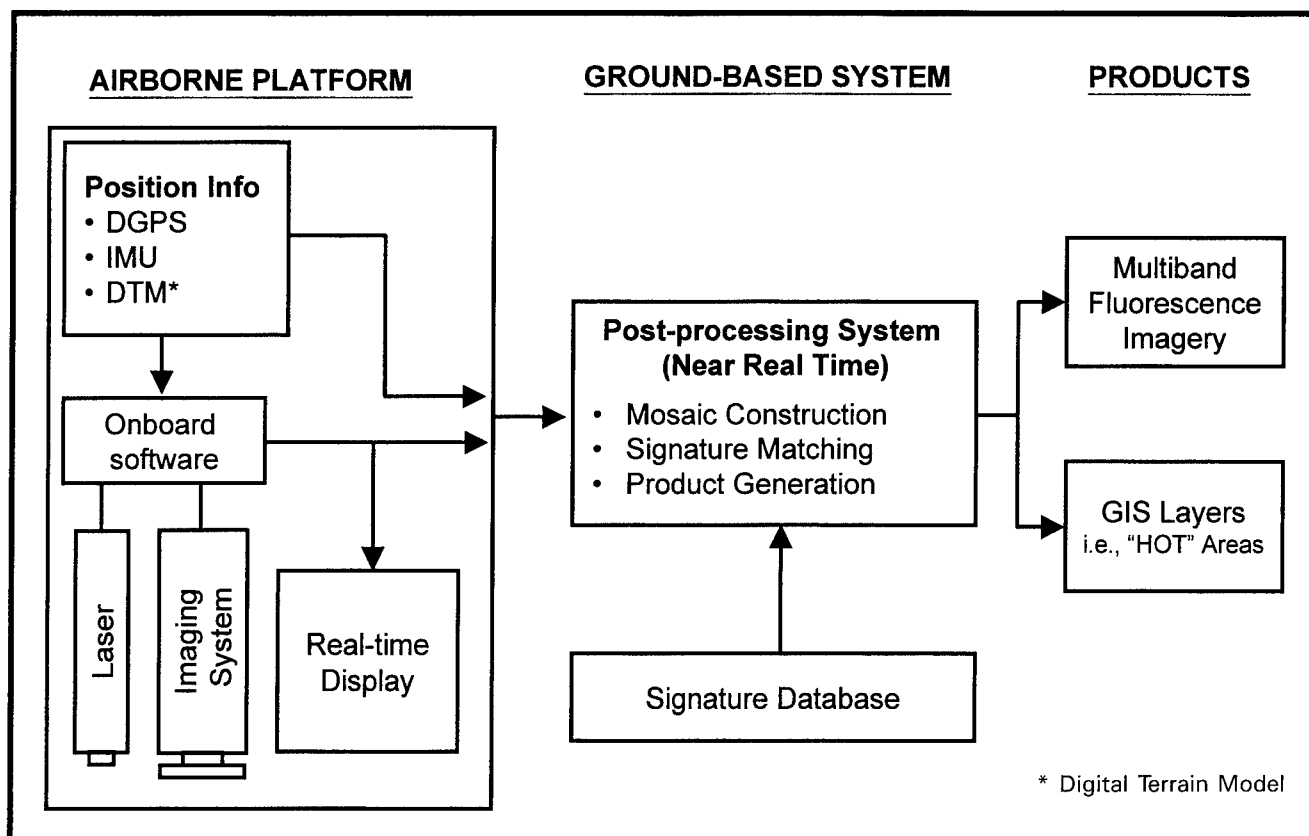 AIRBORNE PLATFORM
GROUND-BASED SYSTEM
PRODUCTS
Position Info
• DGPS
• IMU
• DTM*
Onboard
software
Laser
Imaging
System
Real-time
Display
Post-processing System
(Near Real Time)
• Mosaic Construction
• Signature Matching
• Product Generation
Signature Database
Multiband
Fluorescence
Imagery
GIS Layers
i.e., “HOT” Areas
* Digital Terrain Model